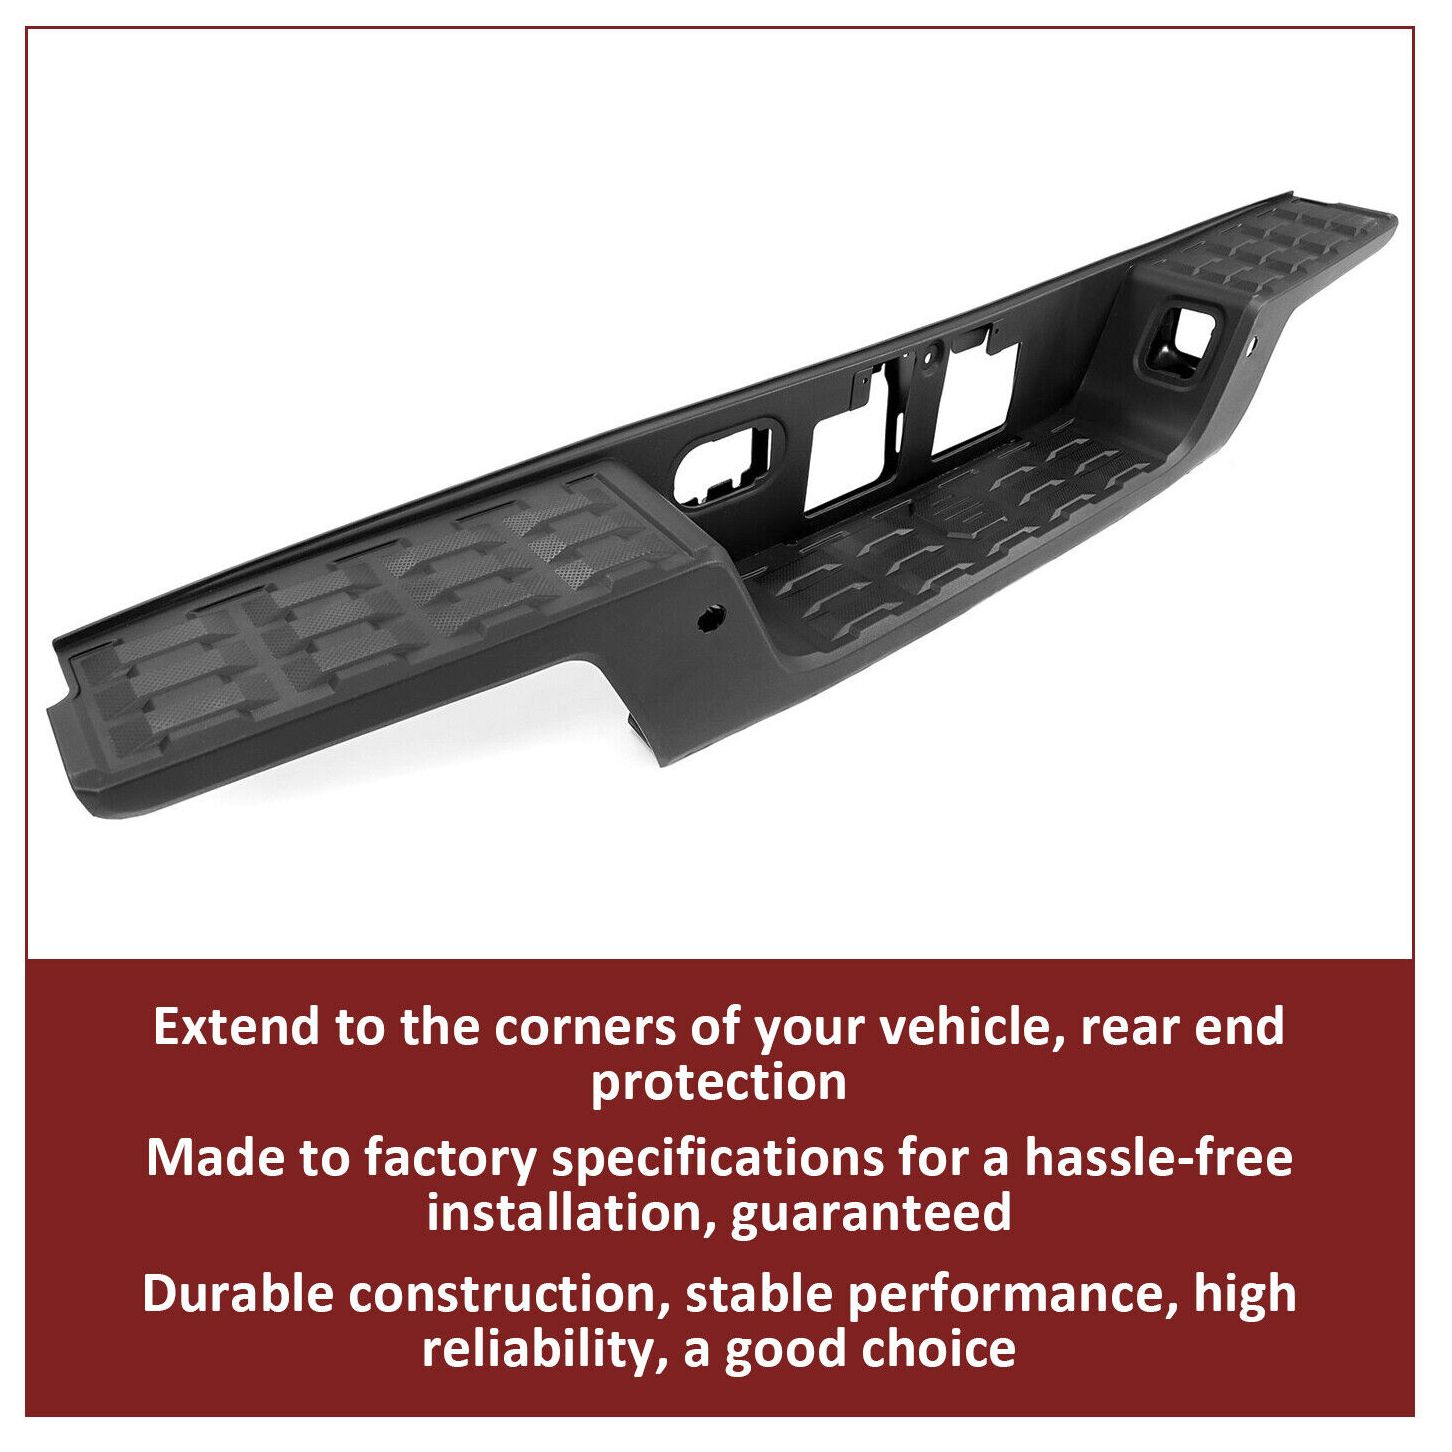 Extend to the corners of your vehicle, rear end
protection
Made to factory specifications for a hassle-free
installation, guaranteed
Durable construction, stable performance, high
reliability, a good choice